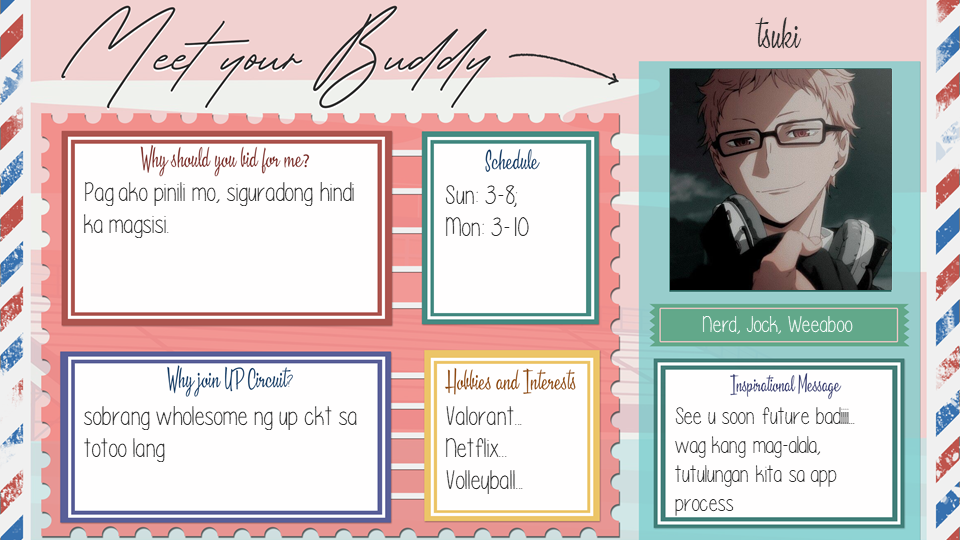 Meet your Buddy
tsuki
Why should you bid for me?
Pag ako pinili mo, siguradong hindi
ka magsisi.
Schedule
Sun: 3-8,
Mon: 3-10
Nerd, Jock, Weeaboo
Why join UP Circuit?
sobrang wholesome ng up ckt sa
totoo lang
Hobbies and Interests
Valorant...
Netflix...
Volleyball...
Inspirational Message
See u soon future badiiii...
wag kang mag-alala,
tutulungan kita sa app
process